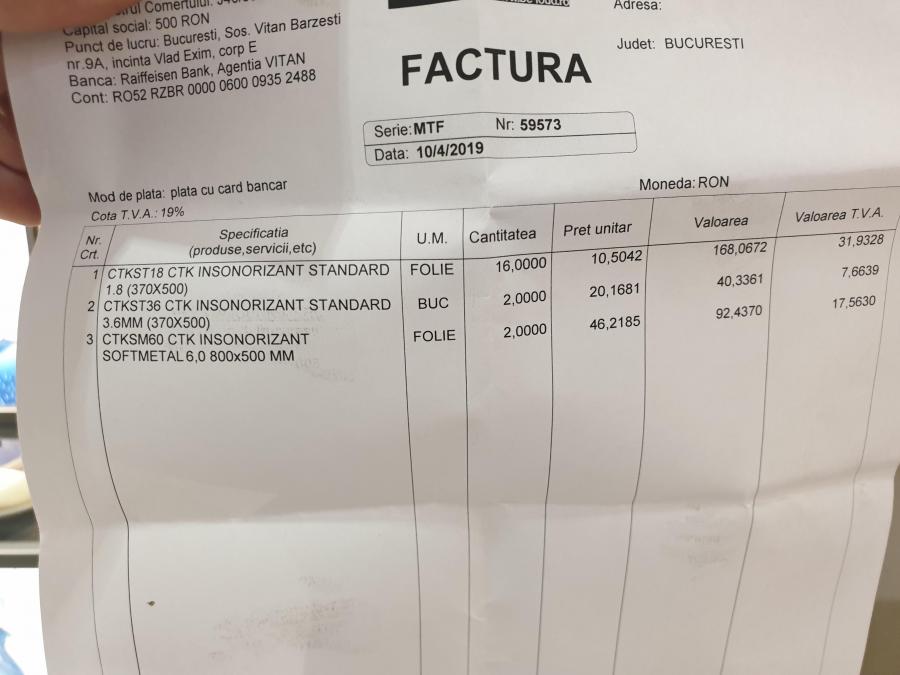 Comertului:
Capital social: 500 RON
Punct de lucru: Bucuresti, Sos. Vitan Barzesti
nr.9A, incinta Vlad Exim, corp E
Banca: Raiffeisen Bank, Agentia VITAN
Cont: RO52 RZBR 0000 0600 0935 2488
Adresa:
Judet: BUCURESTI
FACTURA
Serie: MTF Nr: 59573
Data: 10/4/2019
Mod de plata: plata cu card bancar
Cota T.V.A.: 19%
Moneda: RON
Nr. Crt. Specificatia (produse,servicii,etc) U.M. Cantitatea Pret unitar Valoarea Valoarea T.V.A.
1 CTKST18 CTK INSONORIZANT STANDARD FOLIE 16,0000 10,5042 168,0672 31,9328
1.8 (370X500)
2 CTKST36 CTK INSONORIZANT STANDARD BUC 2,0000 20,1681 40,3361 7,6639
3.6MM (370X500)
3 CTKSM60 CTK INSONORIZANT FOLIE 2,0000 46,2185 92,4370 17,5630
SOFTMETAL 6,0 800x500 MM